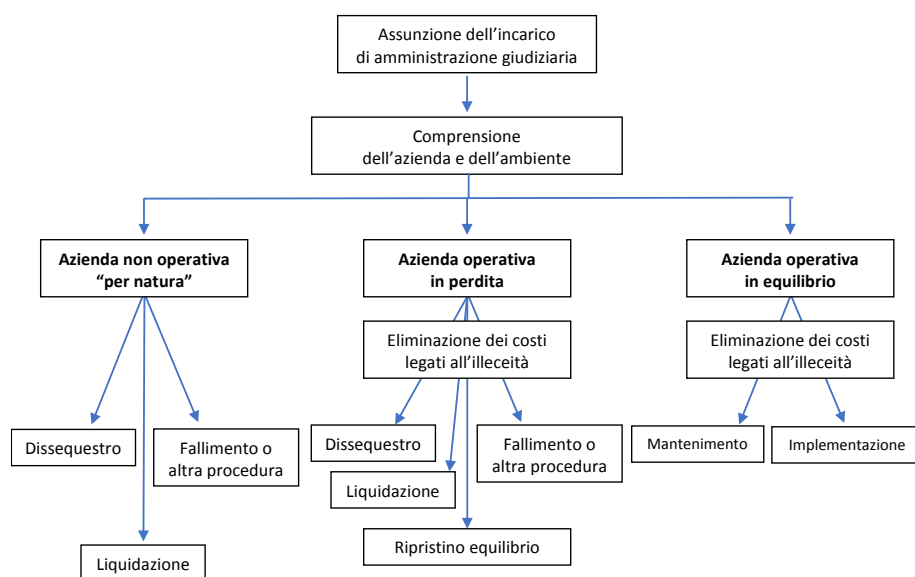 Assunzione dell’incarico
di amministrazione giudiziaria
Comprensione
dell’azienda e dell’ambiente
Azienda non operativa
“per natura”
Azienda operativa
in perdita
Azienda operativa
in equilibrio
Eliminazione dei costi
legati all’illeceità
Eliminazione dei costi
legati all’illeceità
Dissequestro
Fallimento o
altra procedura
Dissequestro
Fallimento o
altra procedura
Mantenimento
Implementazione
Liquidazione
Ripristino equilibrio
Liquidazione